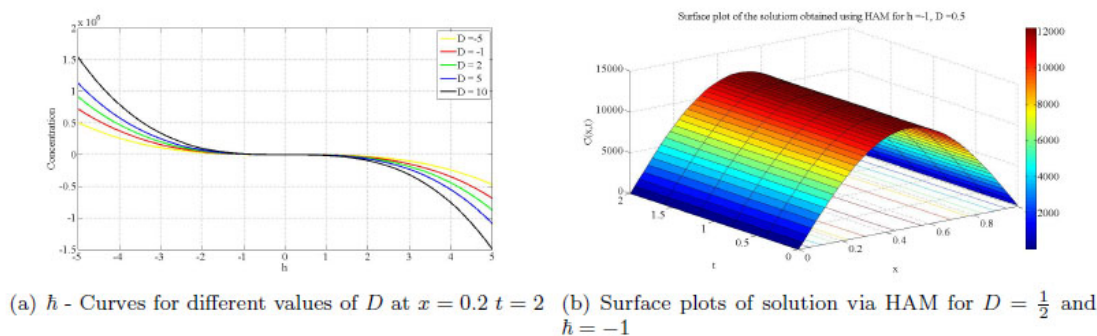 2 x 10^6
1.5
1
0.5
0
-0.5
-1
-1.5
-5 -4 -3 -2 -1 0 1 2 3 4 5
h
Concentration
D =-5
D = -1
D = 2
D = 5
D = 10
Surface plot of the solution obtained using HAM for h =-1, D =0.5
15000
10000
5000
0
C(x,t)
2
1.5
1
0.5
0
t
0
0.2
0.4
0.6
0.8
x
12000
10000
8000
6000
4000
2000
(a) ℏ - Curves for different values of D at x = 0.2 t = 2
(b) Surface plots of solution via HAM for D = 1/2 and
ℏ = −1